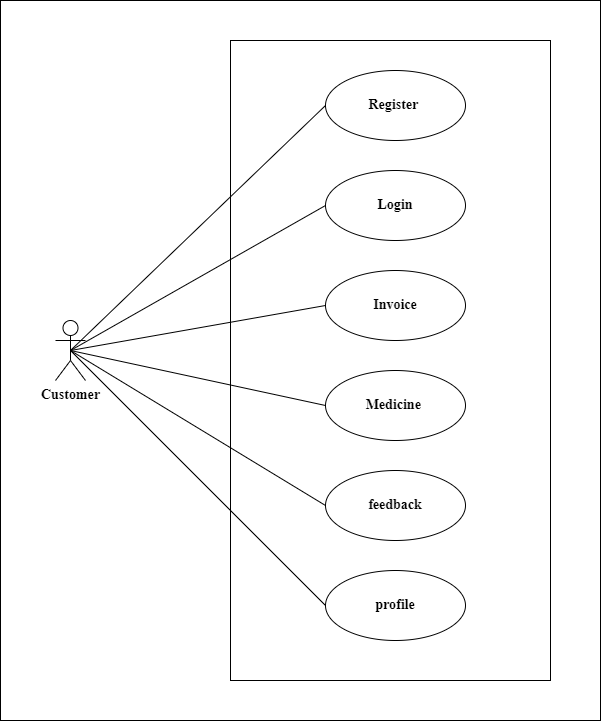 Register
Login
Invoice
Customer
Medicine
feedback
profile